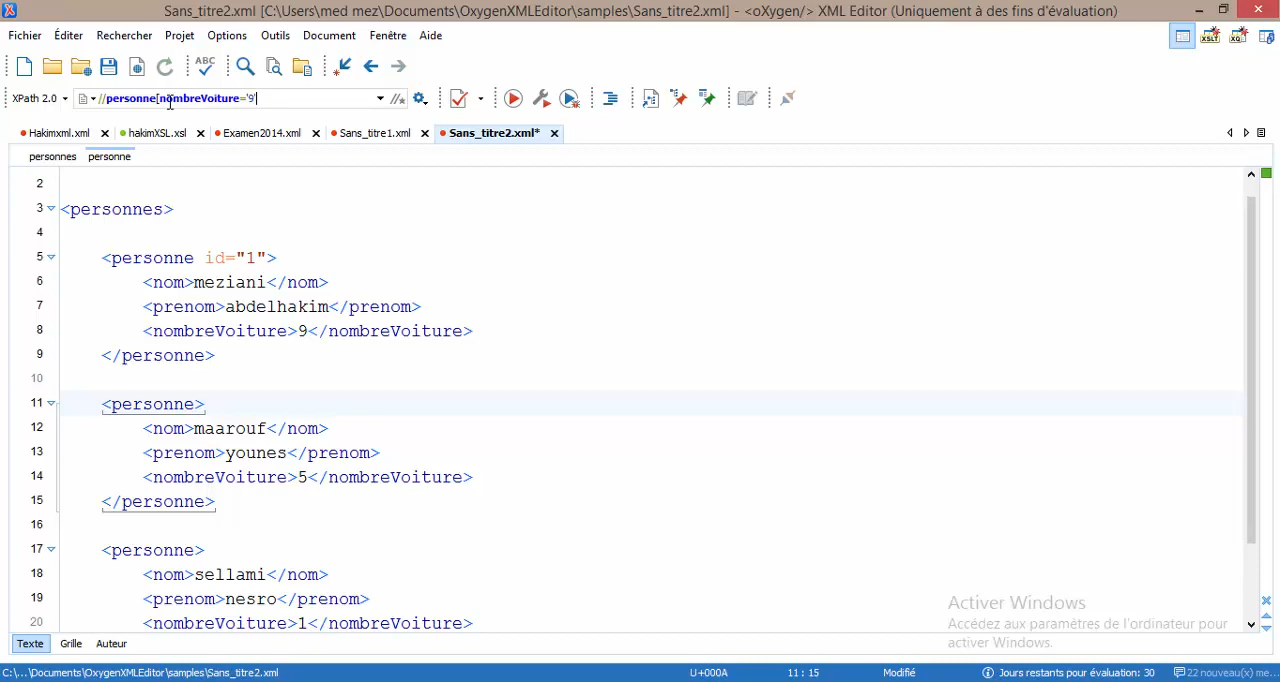 Sans_titre2.xml [C:\Users\med mez\Documents\OxygenXMLEditor\samples\Sans_titre2.xml] - <oXygen/> XML Editor (Uniquement à des fins d'évaluation)
Fichier Éditer Rechercher Projet Options Outils Document Fenêtre Aide
XSLT XQ
ABC
XPath 2.0 //personne[nombreVoiture='9'
Hakimxml.xml hakimXSL.xsl Examen2014.xml Sans_titre1.xml Sans_titre2.xml*
personnes personne
2
3 <personnes>
4
5 <personne id="1">
6 <nom>meziani</nom>
7 <prenom>abdelhakim</prenom>
8 <nombreVoiture>9</nombreVoiture>
9 </personne>
10
11 <personne>
12 <nom>maarouf</nom>
13 <prenom>younes</prenom>
14 <nombreVoiture>5</nombreVoiture>
15 </personne>
16
17 <personne>
18 <nom>sellami</nom>
19 <prenom>nesro</prenom>
20 <nombreVoiture>1</nombreVoiture>
Activer Windows
Accédez aux paramètres de l'ordinateur pour
activer Windows.
Texte Grille Auteur
C:\...\Documents\OxygenXMLEditor\samples\Sans_titre2.xml U+000A 11 : 15 Modifié Jours restants pour évaluation: 30 22 nouveau(x) me...